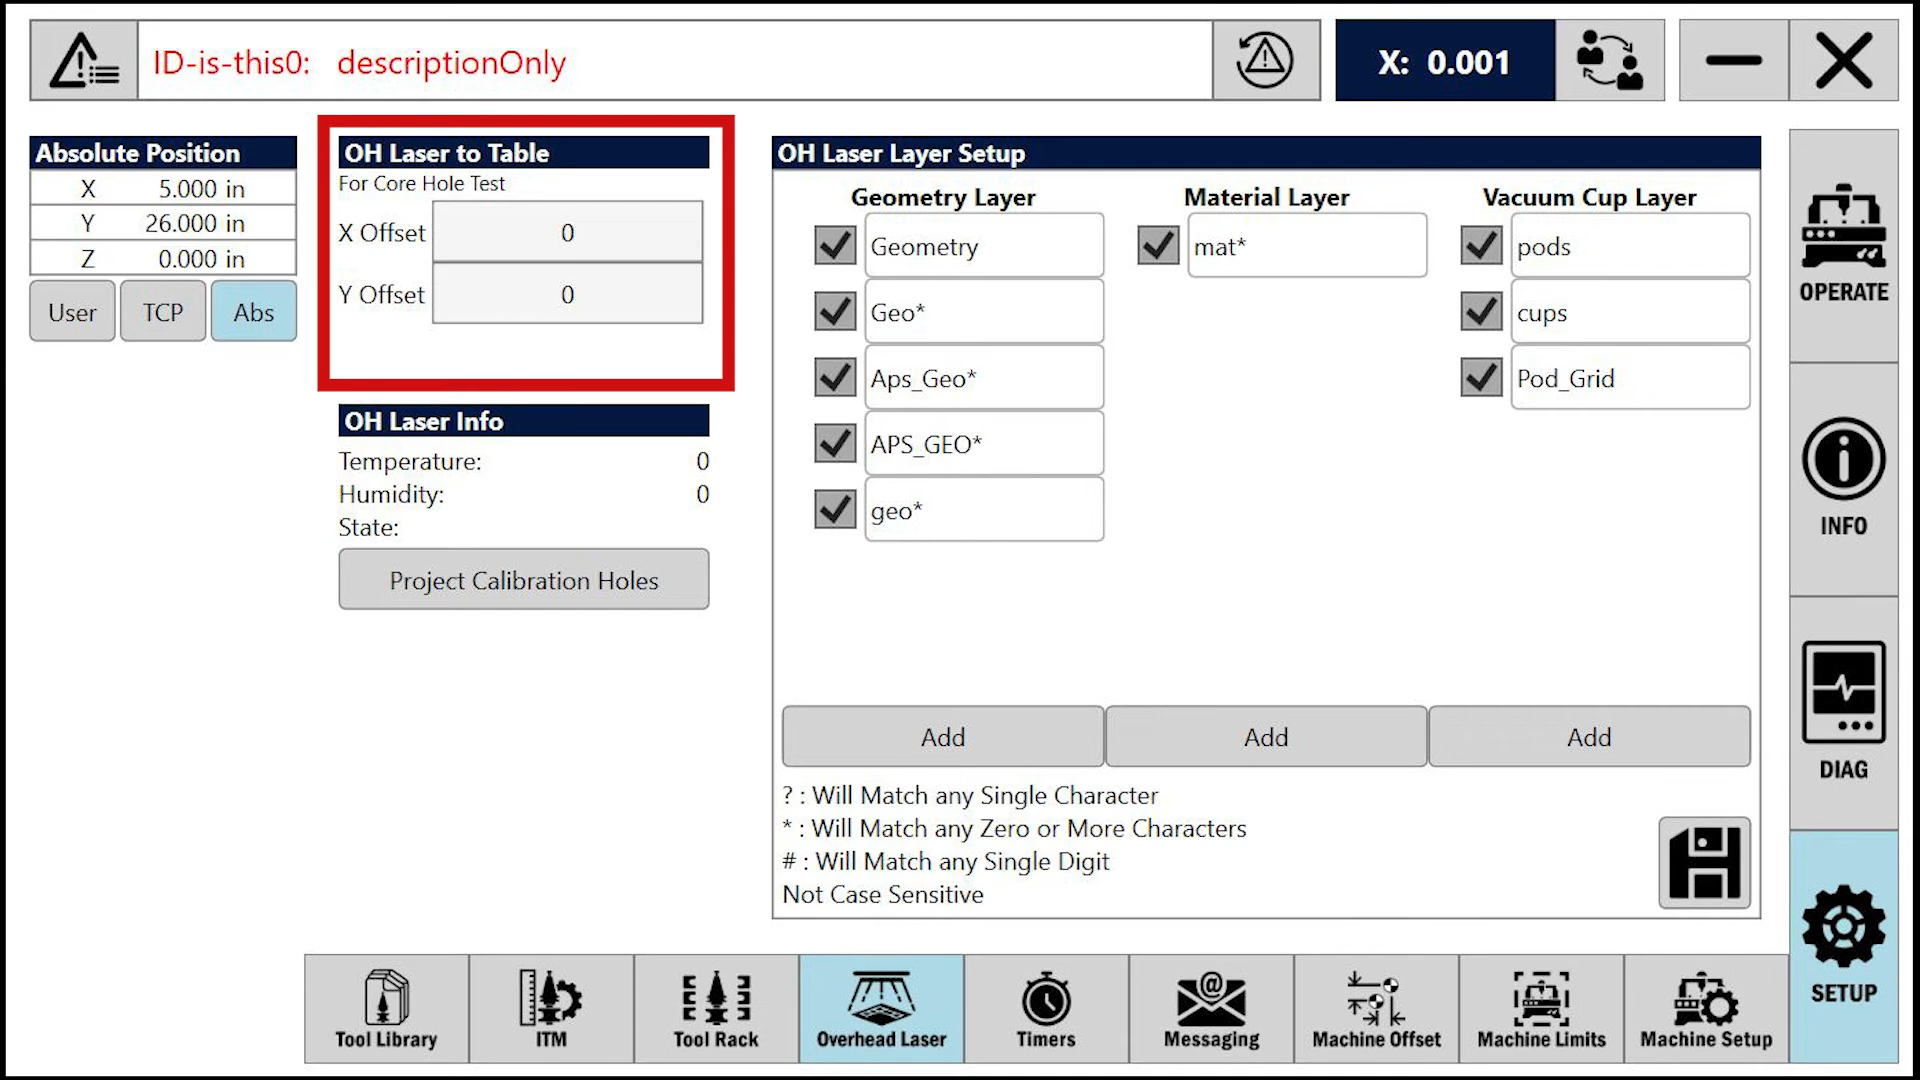 ID-is-this0: descriptionOnly
X: 0.001
Absolute Position
X 5.000 in
Y 26.000 in
Z 0.000 in
User TCP Abs
OH Laser to Table
For Core Hole Test
X Offset 0
Y Offset 0
OH Laser Info
Temperature: 0
Humidity: 0
State:
Project Calibration Holes
OH Laser Layer Setup
Geometry Layer
Geometry
Geo*
Aps_Geo*
APS_GEO*
geo*
Add
Material Layer
mat*
Add
Vacuum Cup Layer
pods
cups
Pod_Grid
Add
? : Will Match any Single Character
* : Will Match any Zero or More Characters
# : Will Match any Single Digit
Not Case Sensitive
OPERATE
INFO
DIAG
SETUP
Tool Library
ITM
Tool Rack
Overhead Laser
Timers
Messaging
Machine Offset
Machine Limits
Machine Setup